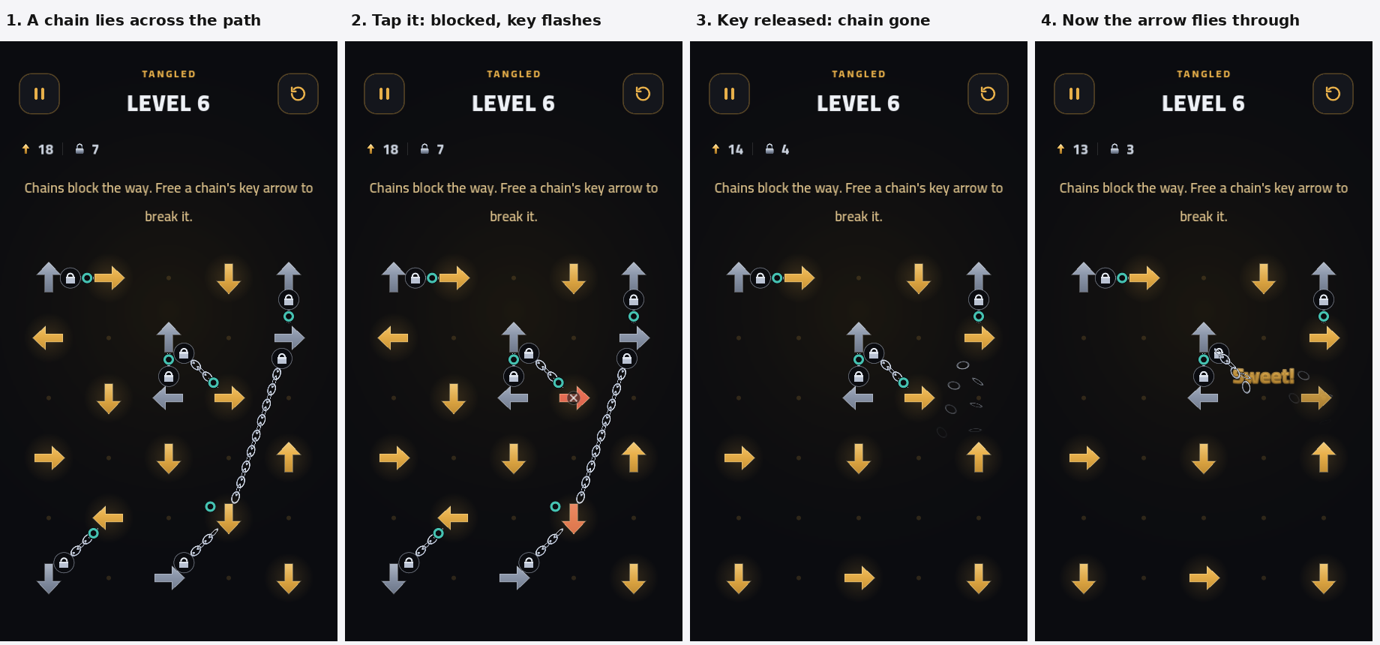 1. A chain lies across the path
TANGLED
LEVEL 6
18 7
Chains block the way. Free a chain's key arrow to
break it.
2. Tap it: blocked, key flashes
TANGLED
LEVEL 6
18 7
Chains block the way. Free a chain's key arrow to
break it.
3. Key released: chain gone
TANGLED
LEVEL 6
14 4
Chains block the way. Free a chain's key arrow to
break it.
4. Now the arrow flies through
TANGLED
LEVEL 6
13 3
Chains block the way. Free a chain's key arrow to
break it.
Sweet!